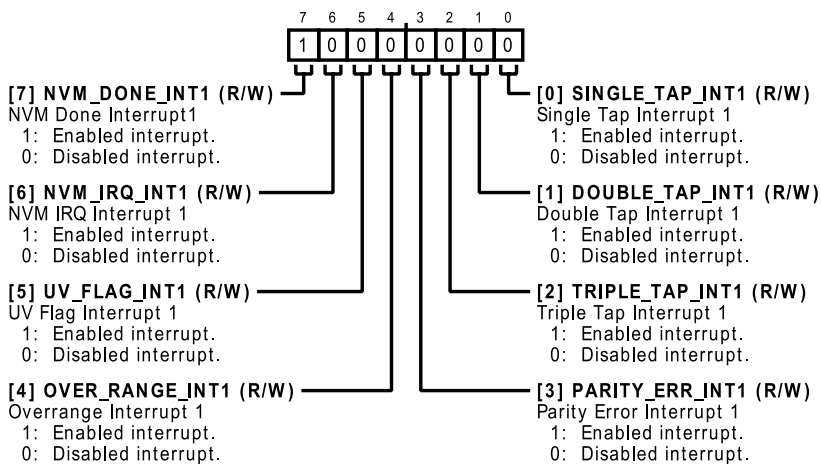 7 6 5 4 3 2 1 0
1 0 0 0 0 0 0 0
[7] NVM_DONE_INT1 (R/W)
NVM Done Interrupt1
1: Enabled interrupt.
0: Disabled interrupt.
[6] NVM_IRQ_INT1 (R/W)
NVM IRQ Interrupt 1
1: Enabled interrupt.
0: Disabled interrupt.
[5] UV_FLAG_INT1 (R/W)
UV Flag Interrupt 1
1: Enabled interrupt.
0: Disabled interrupt.
[4] OVER_RANGE_INT1 (R/W)
Overrange Interrupt 1
1: Enabled interrupt.
0: Disabled interrupt.
[0] SINGLE_TAP_INT1 (R/W)
Single Tap Interrupt 1
1: Enabled interrupt.
0: Disabled interrupt.
[1] DOUBLE_TAP_INT1 (R/W)
Double Tap Interrupt 1
1: Enabled interrupt.
0: Disabled interrupt.
[2] TRIPLE_TAP_INT1 (R/W)
Triple Tap Interrupt 1
1: Enabled interrupt.
0: Disabled interrupt.
[3] PARITY_ERR_INT1 (R/W)
Parity Error Interrupt 1
1: Enabled interrupt.
0: Disabled interrupt.